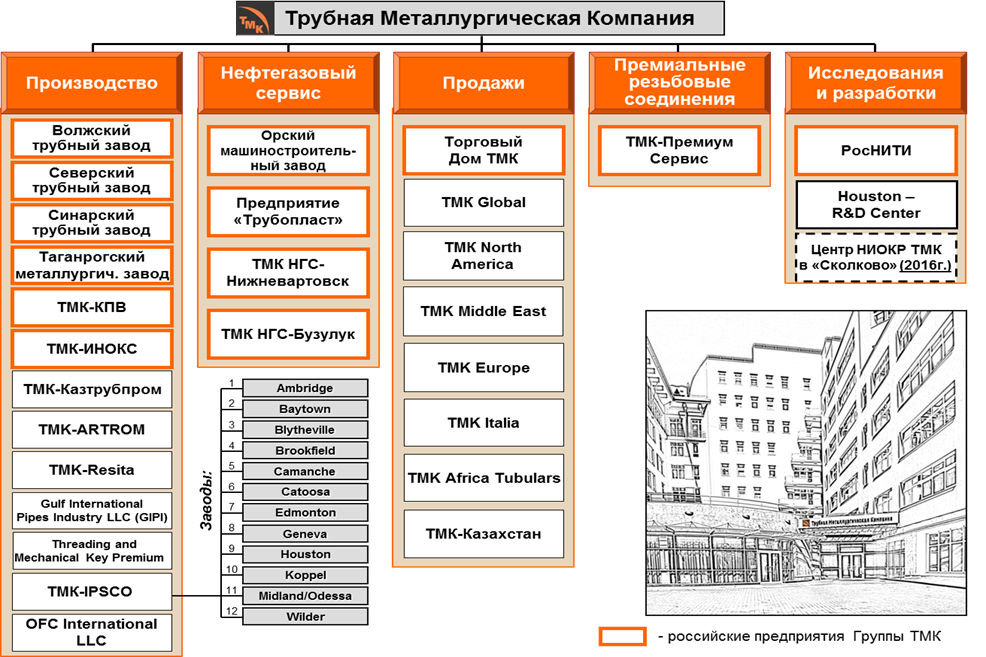 ТМК
Трубная Металлургическая Компания
Производство
Волжский
трубный завод
Северский
трубный завод
Синарский
трубный завод
Таганрогский
металлургич. завод
ТМК-КПВ
ТМК-ИНОКС
ТМК-Казтрубпром
ТМК-ARTROM
ТМК-Resita
Gulf International
Pipes Industry LLC (GIPI)
Threading and
Mechanical Key Premium
ТМК-IPSCO
OFC International
LLC
Нефтегазовый
сервис
Орский
машинострои­тель-
ный завод
Предприятие
«Трубопласт»
ТМК НГС-
Нижневартовск
ТМК НГС-Бузулук
Заводы:
1 Ambridge
2 Baytown
3 Blytheville
4 Brookfield
5 Camanche
6 Catoosa
7 Edmonton
8 Geneva
9 Houston
10 Koppel
11 Midland/Odessa
12 Wilder
Продажи
Торговый
Дом ТМК
ТМК Global
ТМК North
America
ТМК Middle East
ТМК Europe
ТМК Italia
ТМК Africa Tubulars
ТМК-Казахстан
Премиальные
резьбовые
соединения
ТМК-Премиум
Сервис
Исследования
и разработки
РосНИТИ
Houston –
R&D Center
Центр НИОКР ТМК
в «Сколково» (2016г.)
Трубная Металлургическая Компания
- российские предприятия Группы ТМК